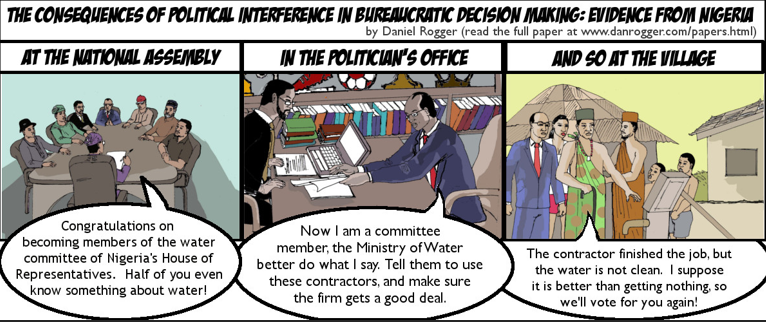 THE CONSEQUENCES OF POLITICAL INTERFERENCE IN BUREAUCRATIC DECISION MAKING: EVIDENCE FROM NIGERIA
by Daniel Rogger (read the full paper at www.danrogger.com/papers.html)
AT THE NATIONAL ASSEMBLY
Congratulations on
becoming members of the water
committee of Nigeria's House of
Representatives. Half of you even
know something about water!
IN THE POLITICIAN'S OFFICE
Now I am a committee
member, the Ministry of Water
better do what I say. Tell them to use
these contractors, and make sure
the firm gets a good deal.
AND SO AT THE VILLAGE
The contractor finished the job, but
the water is not clean. I suppose
it is better than getting nothing, so
we'll vote for you again!